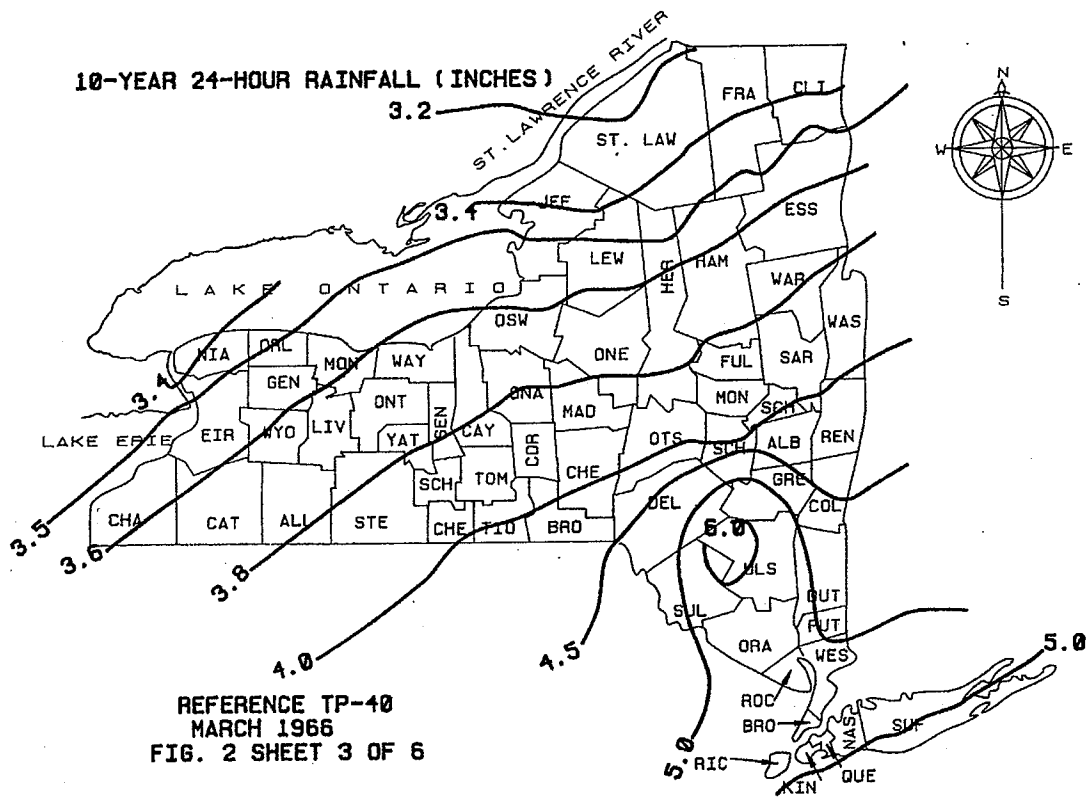 10-YEAR 24-HOUR RAINFALL (INCHES)
ST. LAWRENCE RIVER
3.2
FRA
CLI
N
W
E
S
ST. LAW
JEF
3.4
ESS
LEW
HER
HAM
WAR
LAKE ONTARIO
OSW
WAS
NIA
ORL
MON
WAY
ONE
FUL
SAR
GEN
ONT
ONA
MAD
MON
SCH
3.4
LAKE ERIE
EIR
WYO
LIV
YAT
SEN
CAY
COR
OTS
SCH
ALB
REN
SCH
TOM
CHE
DEL
GRE
COL
CHA
CAT
ALL
STE
CHE
TIO
BRO
6.0
3.5
3.6
3.8
ULS
DUT
SUL
PUT
ORA
WES
4.0
4.5
5.0
REFERENCE TP-40
MARCH 1966
FIG. 2 SHEET 3 OF 6
ROC
BRO
NAS
SUF
5.0
RIC
KIN
QUE